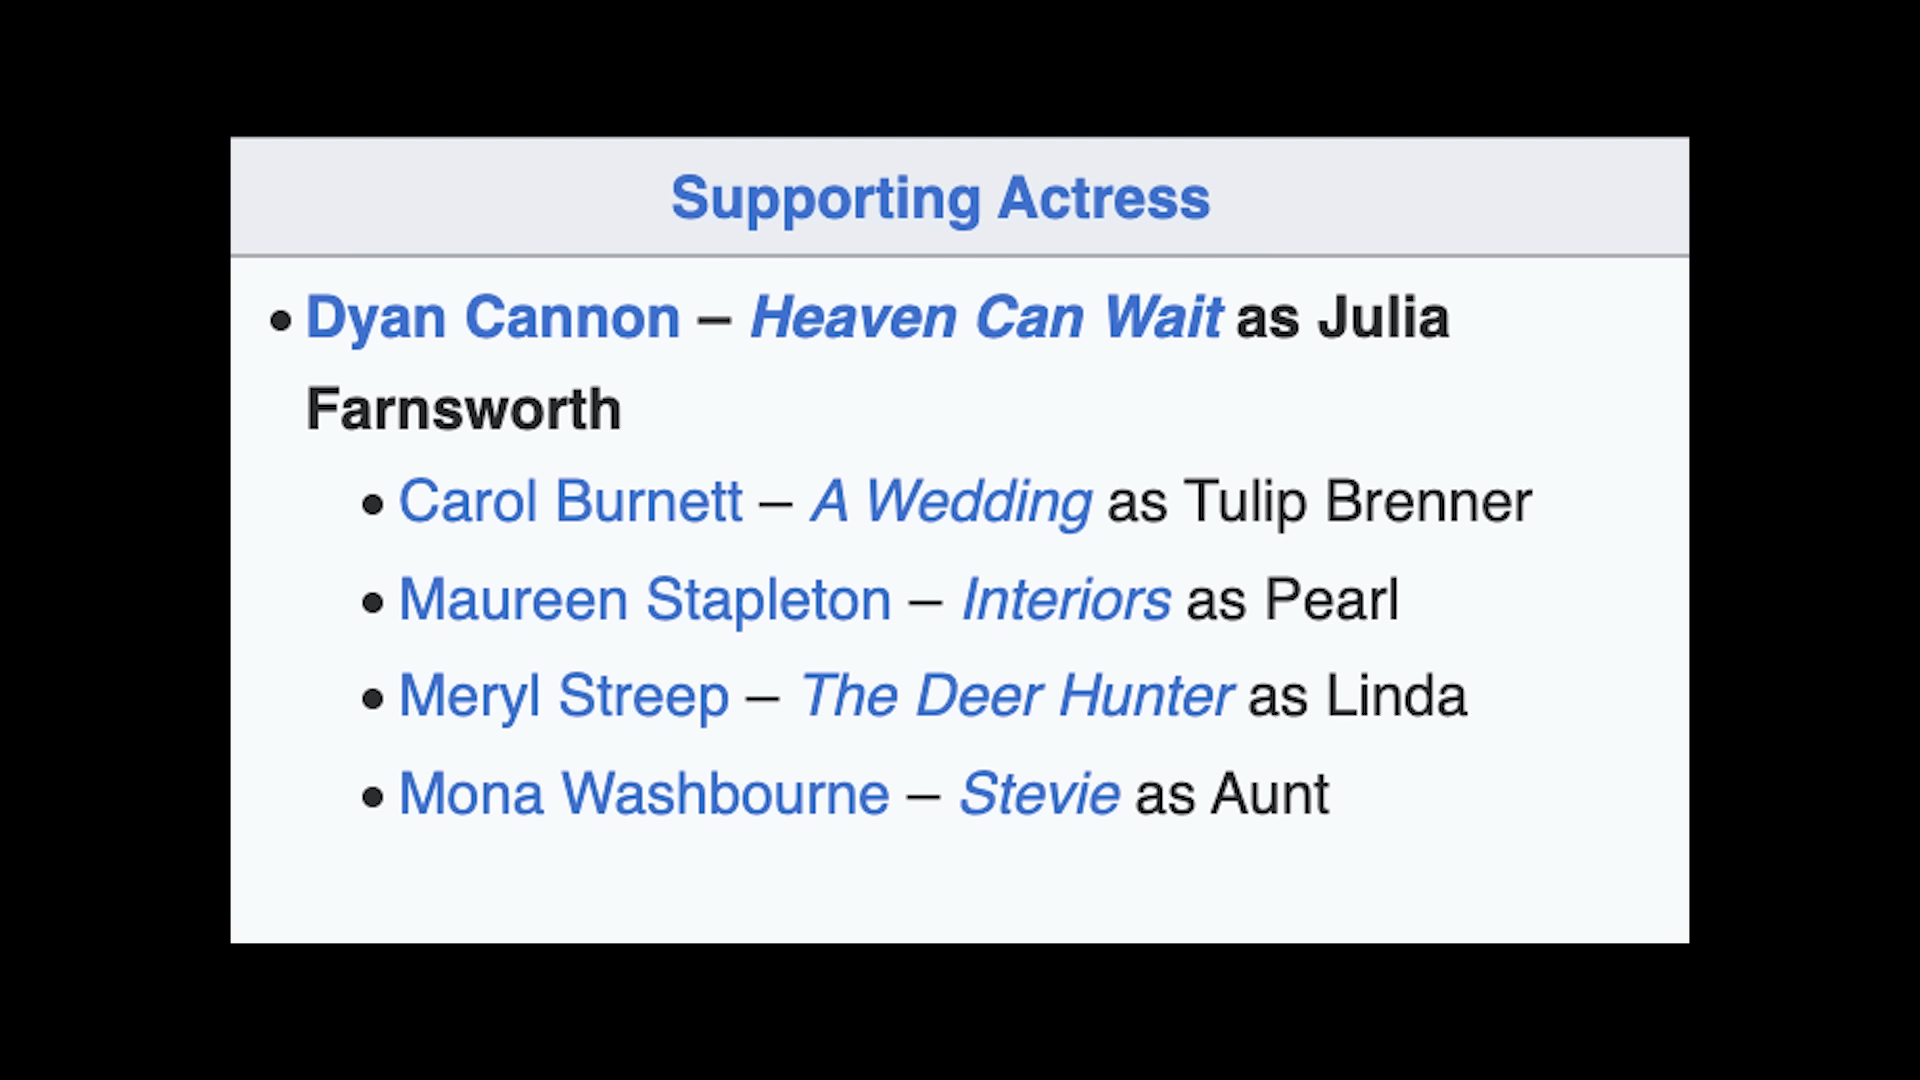 Supporting Actress
• Dyan Cannon – Heaven Can Wait as Julia
Farnsworth
• Carol Burnett – A Wedding as Tulip Brenner
• Maureen Stapleton – Interiors as Pearl
• Meryl Streep – The Deer Hunter as Linda
• Mona Washbourne – Stevie as Aunt